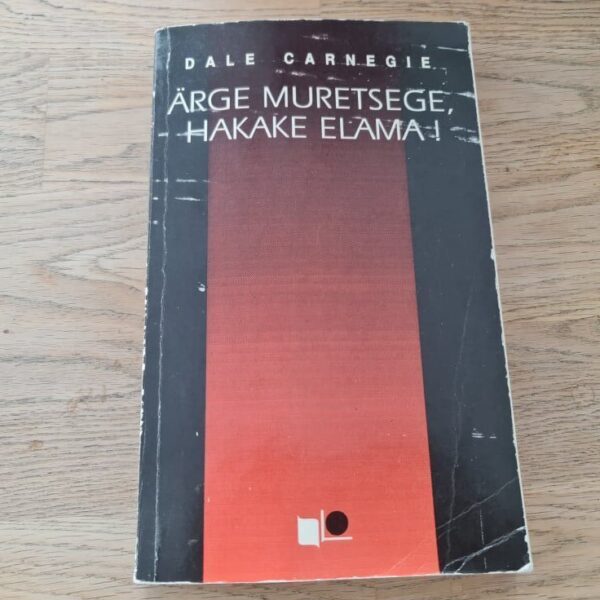 DALE CARNEGIE
ÄRGE MURETSEGE,
HAKAKE ELAMA!